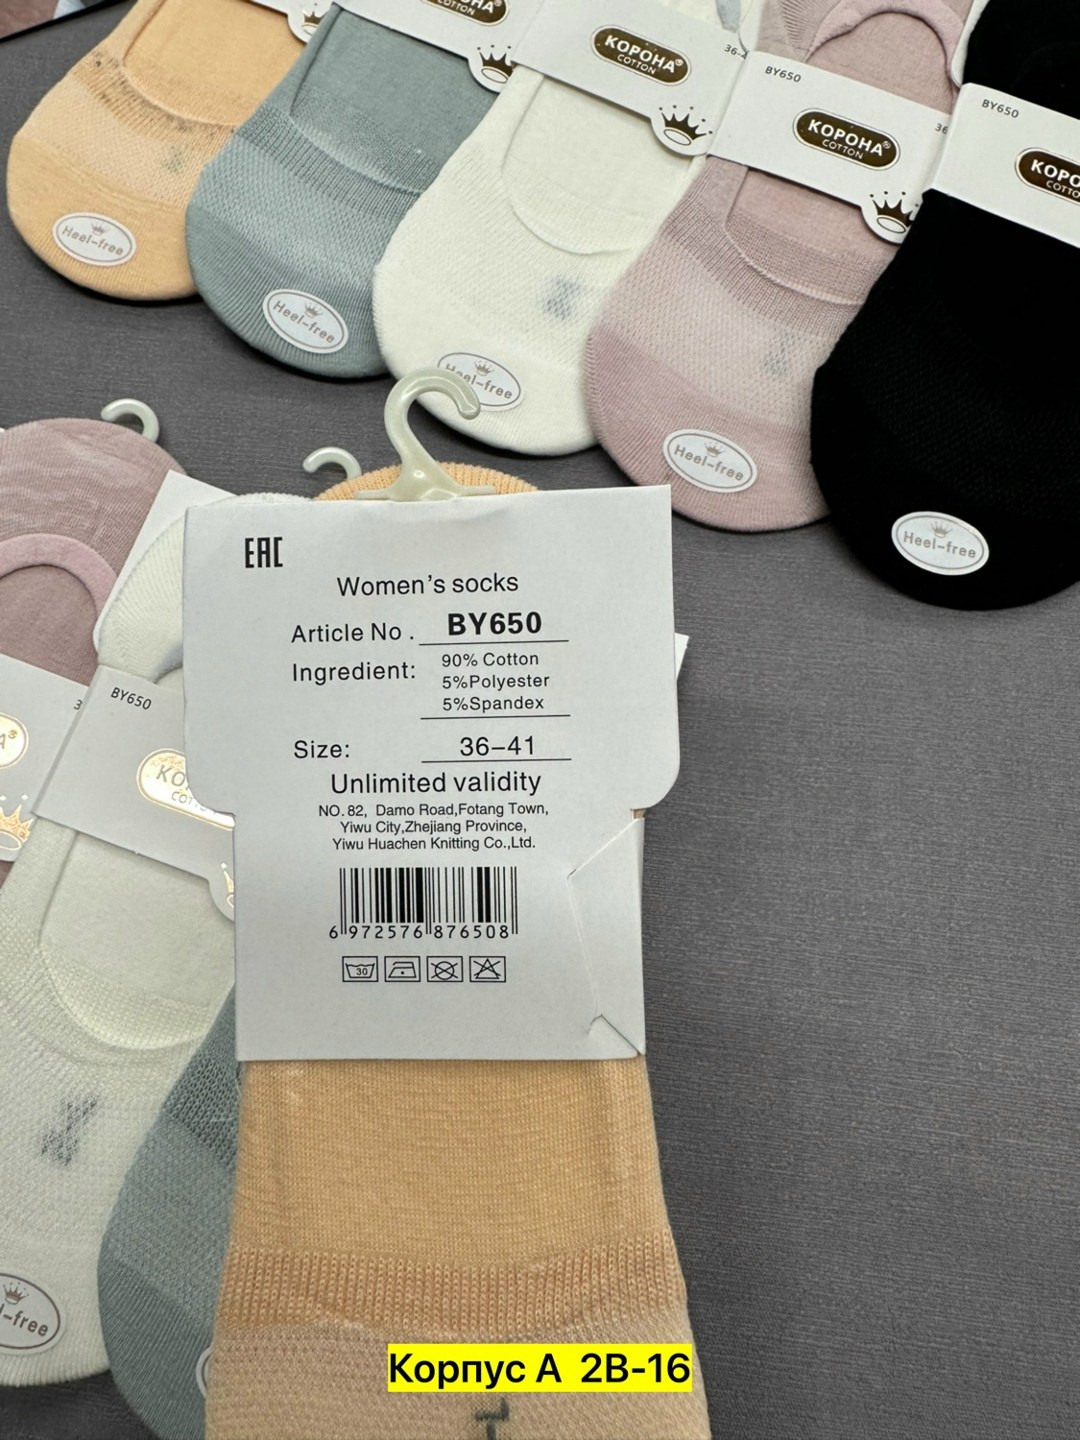 COTTON
КОРОНА®
COTTON
36-
BY650
КОРОНА®
COTTON
36
BY650
Heel-free
Heel-free
Heel-free
Heel-free
Heel-free
EAC
Women's socks
Article No . BY650
Ingredient: 90% Cotton
5%Polyester
5%Spandex
Size: 36–41
Unlimited validity
NO. 82, Damo Road,Fotang Town,
Yiwu City,Zhejiang Province,
Yiwu Huachen Knitting Co.,Ltd.
6 972576 876508
30
BY650
Корпус А 2В-16